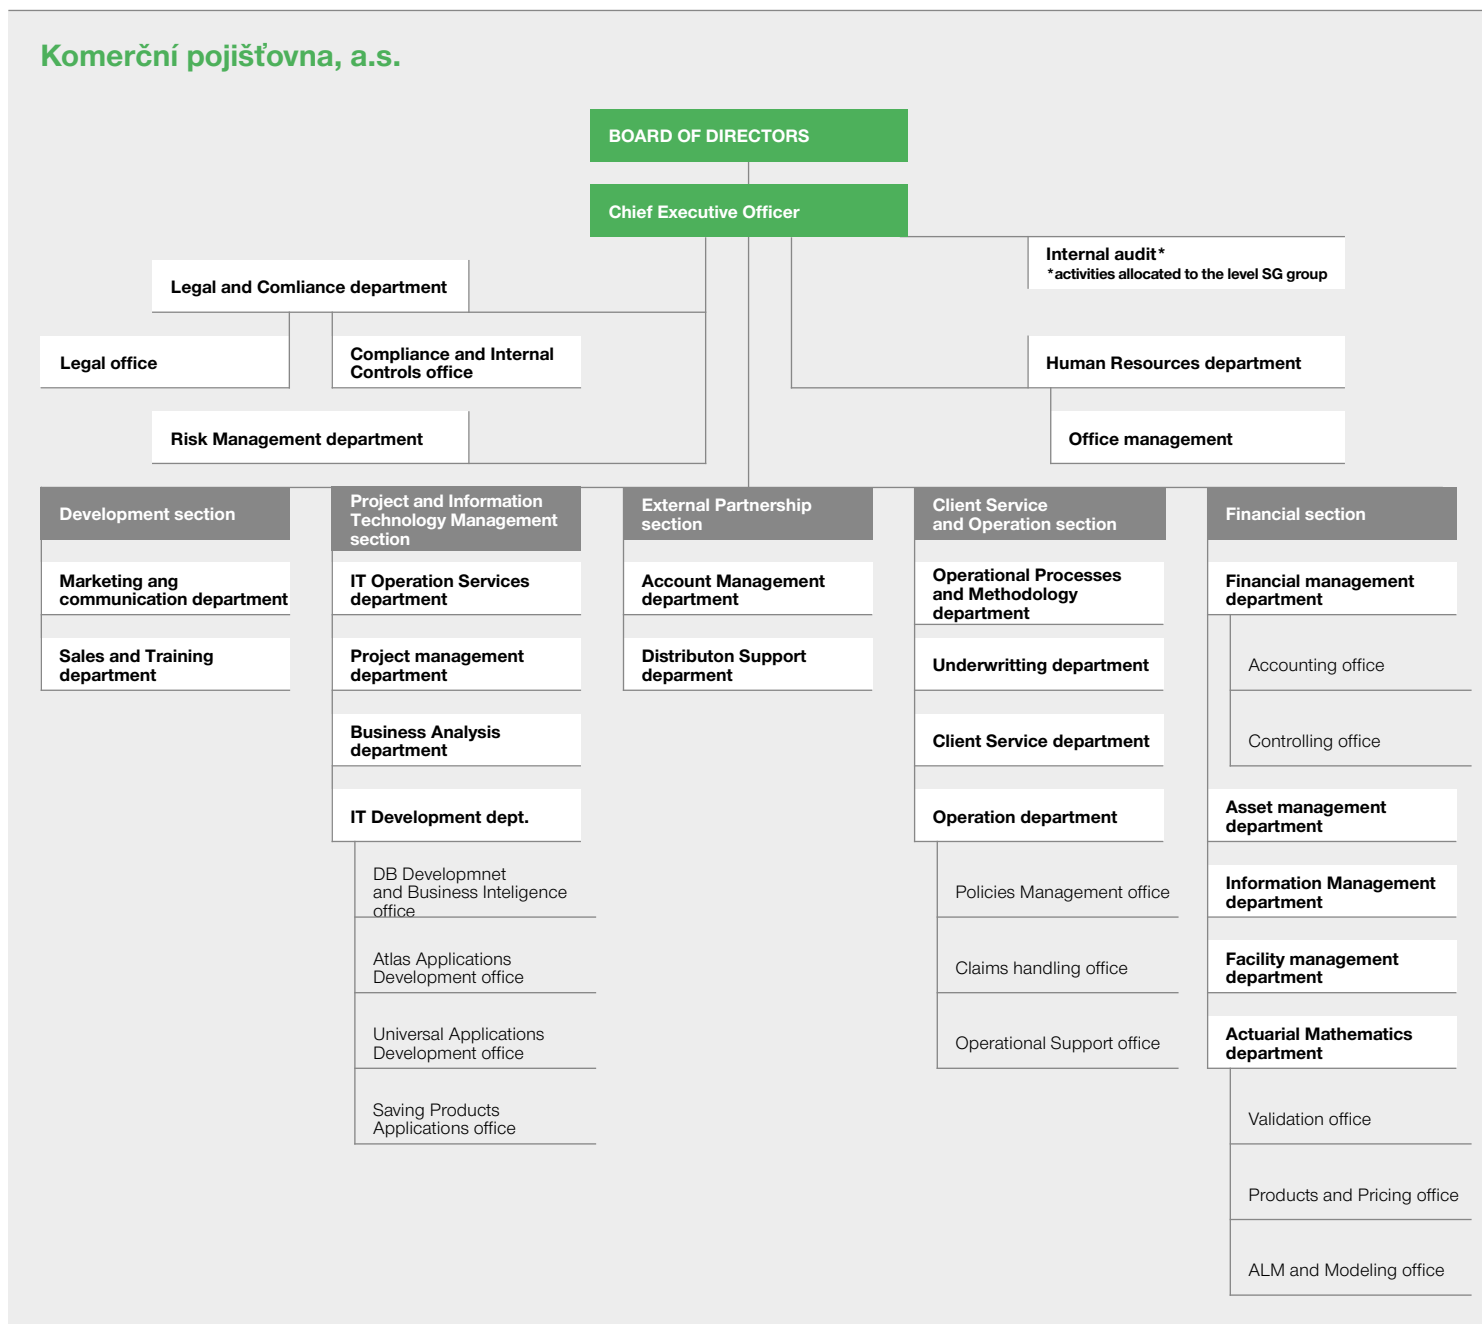 Komerční pojišťovna, a.s.
BOARD OF DIRECTORS
Chief Executive Officer
Internal audit*
*activities allocated to the level SG group
Legal and Comliance department
Legal office
Compliance and Internal
Controls office
Human Resources department
Risk Management department
Office management
Development section
Marketing ang
communication department
Sales and Training
department
Project and Information
Technology Management
section
IT Operation Services
department
Project management
department
Business Analysis
department
IT Development dept.
DB Developmnet
and Business Inteligence
office
Atlas Applications
Development office
Universal Applications
Development office
Saving Products
Applications office
External Partnership
section
Account Management
department
Distributon Support
deparment
Client Service
and Operation section
Operational Processes
and Methodology
department
Underwritting department
Client Service department
Operation department
Policies Management office
Claims handling office
Operational Support office
Financial section
Financial management
department
Accounting office
Controlling office
Asset management
department
Information Management
department
Facility management
department
Actuarial Mathematics
department
Validation office
Products and Pricing office
ALM and Modeling office